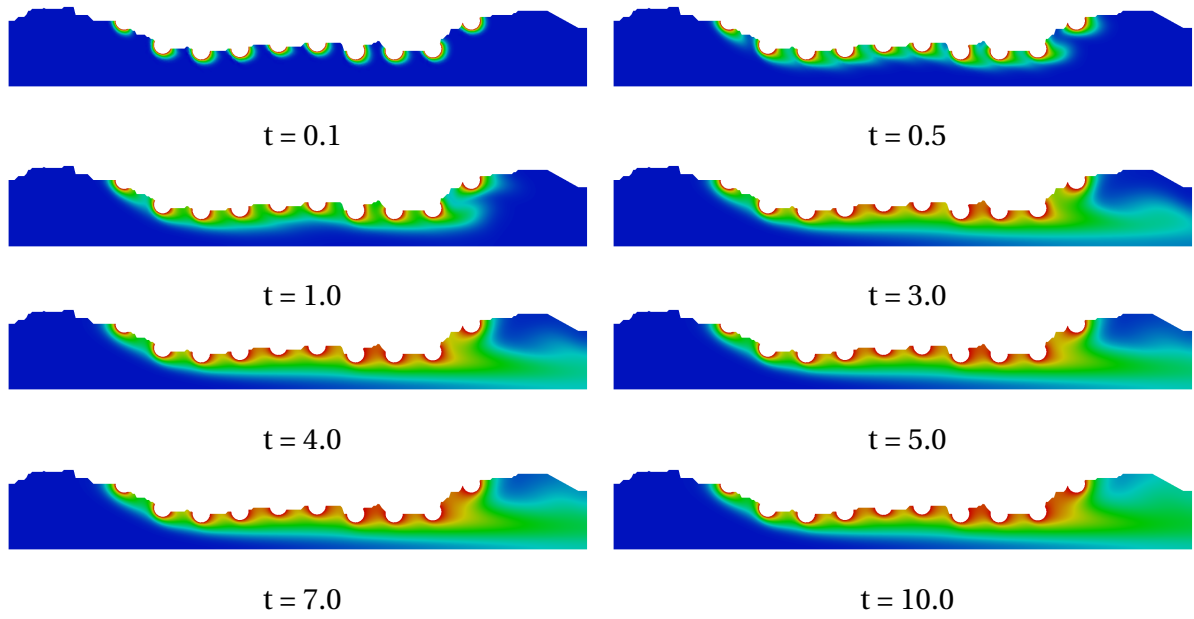 t = 0.1
t = 0.5
t = 1.0
t = 3.0
t = 4.0
t = 5.0
t = 7.0
t = 10.0